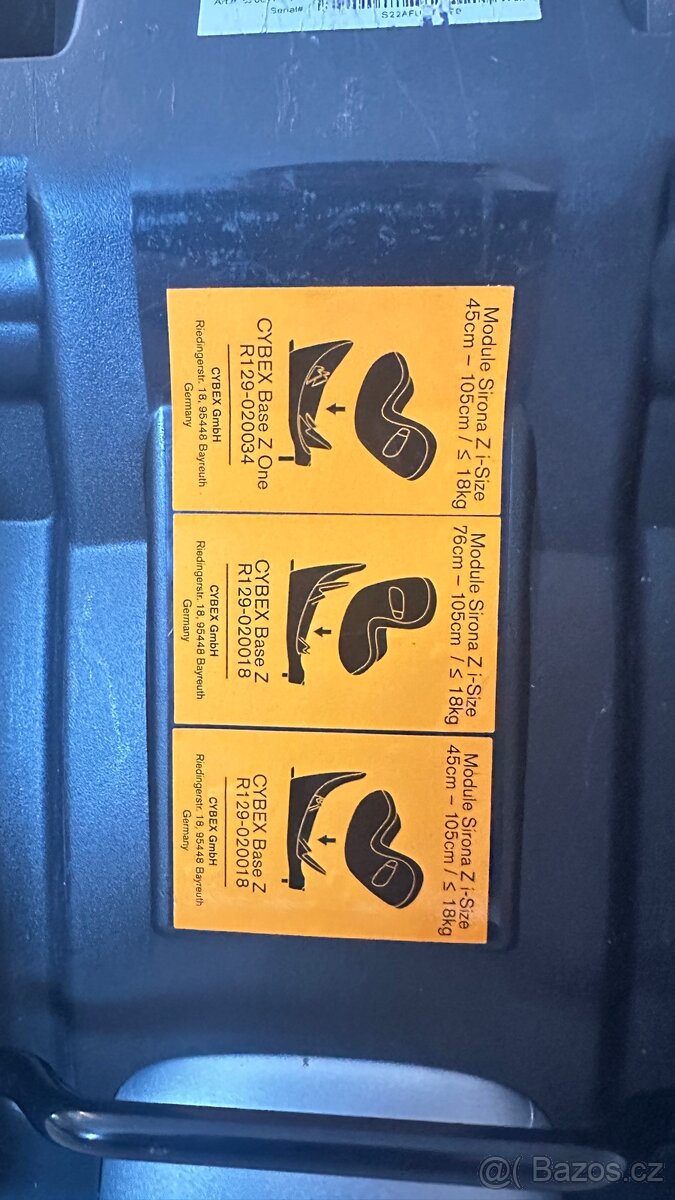 Serial#
Module Sirona Z i-Size
45cm – 105cm / ≤ 18kg
CYBEX Base Z One
R129-020034
CYBEX GmbH
Riedingerstr. 18, 95448 Bayreuth
Germany
Module Sirona Z i-Size
76cm – 105cm / ≤ 18kg
CYBEX Base Z
R129-020018
CYBEX GmbH
Riedingerstr. 18, 95448 Bayreuth
Germany
Module Sirona Z i-Size
45cm – 105cm / ≤ 18kg
CYBEX Base Z
R129-020018
CYBEX GmbH
Riedingerstr. 18, 95448 Bayreuth
Germany
Bazos.cz